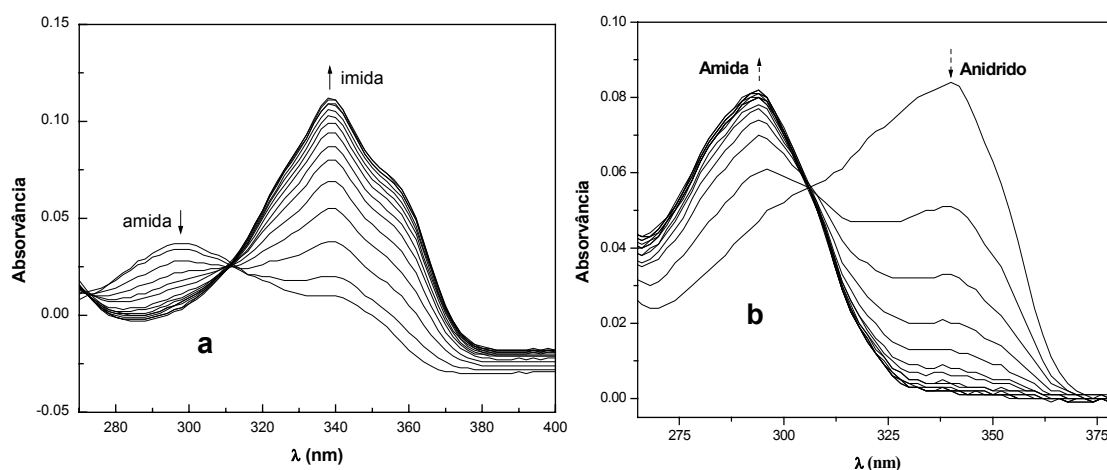 0.15
0.10
0.05
0.00
-0.05
280 300 320 340 360 380 400
Absorvância
λ (nm)
amida
imida
a
0.10
0.08
0.06
0.04
0.02
0.00
275 300 325 350 375
Absorvância
λ (nm)
Amida
Anidrido
b